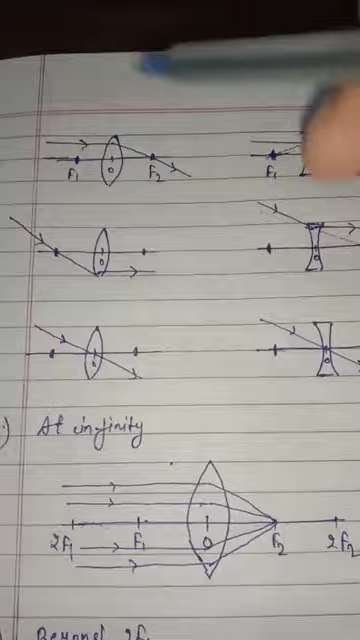 F₁ O F₂ F₁
O O
O O
At infinity
2F₁ F₁ O F₂ 2F₂
Beyond 2F₁